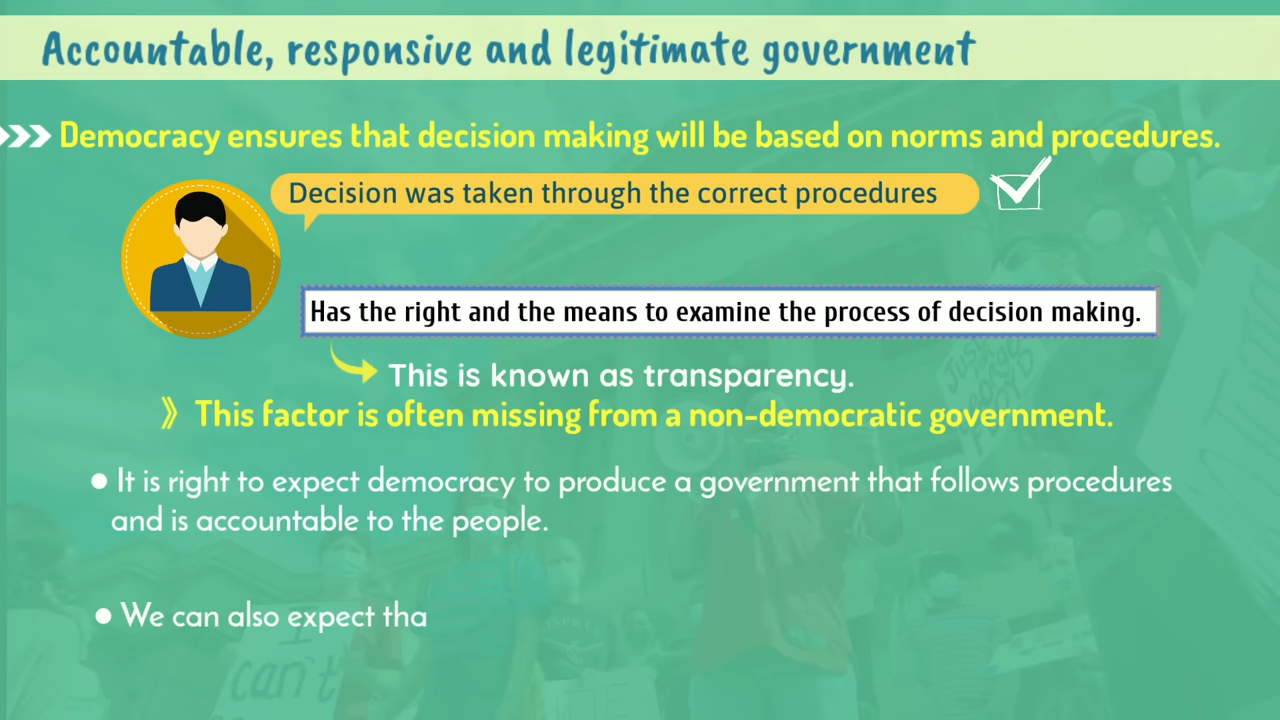 Accountable, responsive and legitimate government
Democracy ensures that decision making will be based on norms and procedures.
Decision was taken through the correct procedures
Has the right and the means to examine the process of decision making.
This is known as transparency.
This factor is often missing from a non-democratic government.
● It is right to expect democracy to produce a government that follows procedures
and is accountable to the people.
● We can also expect tha
I
can't